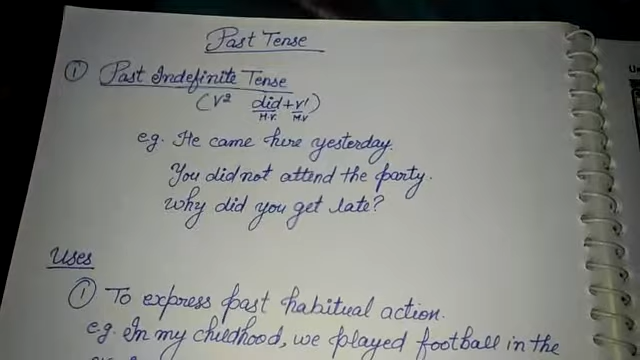 Past Tense
① Past Indefinite Tense
(V² did+V¹)
H.V. M.V
e.g. He came here yesterday.
You did not attend the party.
Why did you get late?
Uses
① To express past habitual action.
e.g. In my childhood, we played football in the